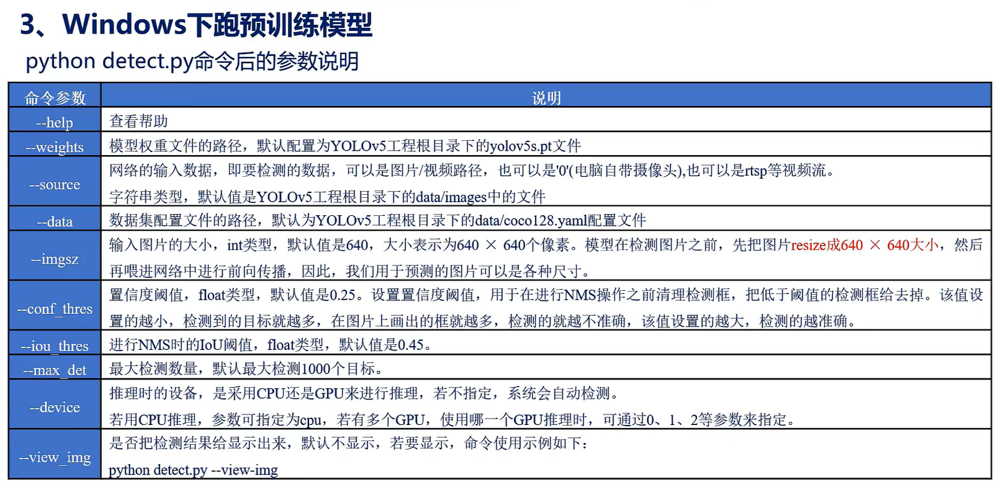 3、Windows下跑预训练模型
python detect.py命令后的参数说明
命令参数
说明
--help
查看帮助
--weights
模型权重文件的路径，默认配置为YOLOv5工程根目录下的yolov5s.pt文件
--source
网络的输入数据，即要检测的数据，可以是图片/视频路径，也可以是'0'(电脑自带摄像头),也可以是rtsp等视频流。
字符串类型，默认值是YOLOv5工程根目录下的data/images中的文件
--data
数据集配置文件的路径，默认为YOLOv5工程根目录下的data/coco128.yaml配置文件
--imgsz
输入图片的大小，int类型，默认值是640，大小表示为640 × 640个像素。模型在检测图片之前，先把图片resize成640 × 640大小，然后
再喂进网络中进行前向传播，因此，我们用于预测的图片可以是各种尺寸。
--conf_thres
置信度阈值，float类型，默认值是0.25。设置置信度阈值，用于在进行NMS操作之前清理检测框，把低于阈值的检测框给去掉。该值设
置的越小，检测到的目标就越多，在图片上画出的框就越多，检测的就越不准确，该值设置的越大，检测的越准确。
--iou_thres
进行NMS时的IoU阈值，float类型，默认值是0.45。
--max_det
最大检测数量，默认最大检测1000个目标。
--device
推理时的设备，是采用CPU还是GPU来进行推理，若不指定，系统会自动检测。
若用CPU推理，参数可指定为cpu，若有多个GPU，使用哪一个GPU推理时，可通过0、1、2等参数来指定。
--view_img
是否把检测结果给显示出来，默认不显示，若要显示，命令使用示例如下：
python detect.py --view-img